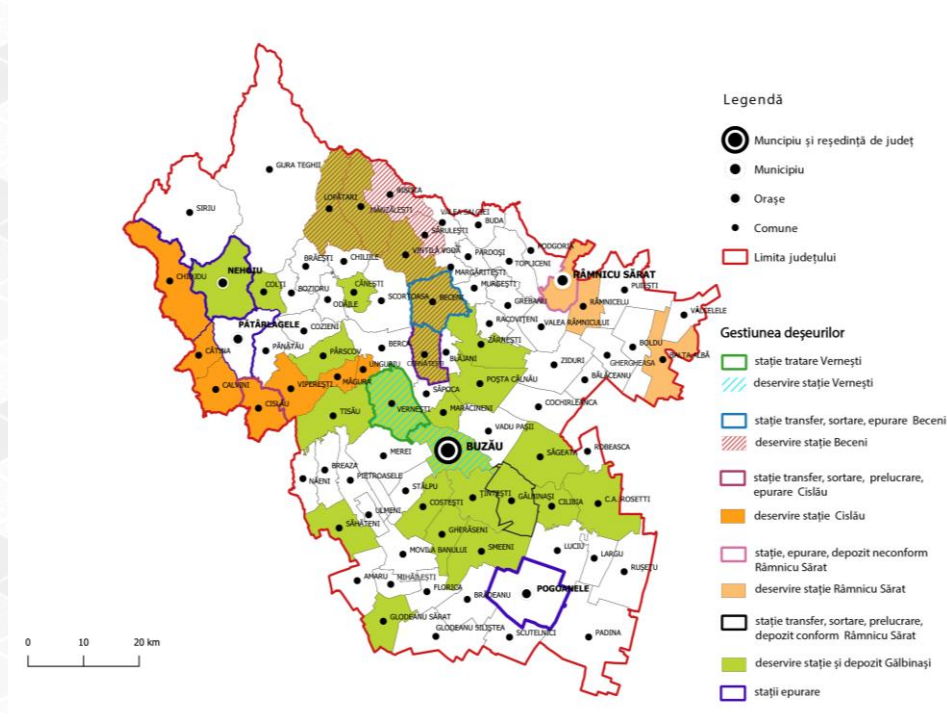 GURA TEGHII
SIRIU
LOPĂTARI
MÂNZĂLEȘTI
BISOCA
VALEA SALCIEI
BUDA
SĂRULEȘTI
VINTILĂ VODĂ
PARDOȘI
PODGORIA
TOPLICENI
MĂRGĂRITEȘTI
MURGEȘTI
RÂMNICU SĂRAT
PUIEȘTI
CHIOJDU
NEHOIU
BRĂEȘTI
CHILIILE
COLȚI
BOZIORU
CĂNEȘTI
ODĂILE
SCORȚOASA
BECENI
GREBĂNU
RÂMNICELU
VÂLCELELE
RACOVIȚENI
VALEA RÂMNICULUI
PĂTÂRLAGELE
COZIENI
PÂNĂTĂU
CĂTINA
PÂRSCOV
BERCA
UNGURIU
CERNĂTEȘTI
BLĂJANI
ZĂRNEȘTI
BOLDU
GHERGHEASA
BALTA ALBĂ
ZIDURI
BĂLĂCEANU
CALVINI
VIPEREȘTI
MĂGURA
CISLĂU
SĂPOCA
POȘTA CÂLNĂU
COCHIRLEANCA
TISĂU
VERNEȘTI
MĂRĂCINENI
VADU PAȘII
MEREI
BUZĂU
ROBEASCA
SĂGEATA
BREAZA
NĂENI
PIETROASELE
STÂLPU
ȚINTEȘTI
GĂLBINAȘI
CILIBIA
C.A. ROSETTI
COSTEȘTI
ULMENI
SĂHĂTENI
GHERĂSENI
MOVILA BANULUI
SMEENI
LUCIU
LARGU
RUȘEȚU
AMARU
MIHĂILEȘTI
FLORICA
BRĂDEANU
POGOANELE
GLODEANU SĂRAT
GLODEANU SILIȘTEA
SCUTELNICI
PADINA
0 10 20 km
Legendă
Muncipiu și reședință de județ
Municipiu
Orașe
Comune
Limita județului
Gestiunea deșeurilor
stație tratare Vernești
deservire stație Vernești
stație transfer, sortare, epurare Beceni
deservire stație Beceni
stație transfer, sortare, prelucrare,
epurare Cislău
deservire stație Cislău
stație, epurare, depozit neconform
Râmnicu Sărat
deservire stație Râmnicu Sărat
stație transfer, sortare, prelucrare,
depozit conform Râmnicu Sărat
deservire stație și depozit Gălbinași
stații epurare